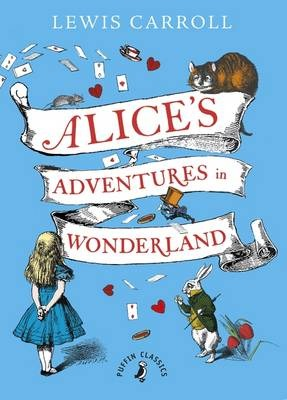 LEWIS CARROLL
ALICE'S
ADVENTURES in
WONDERLAND
PUFFIN CLASSICS